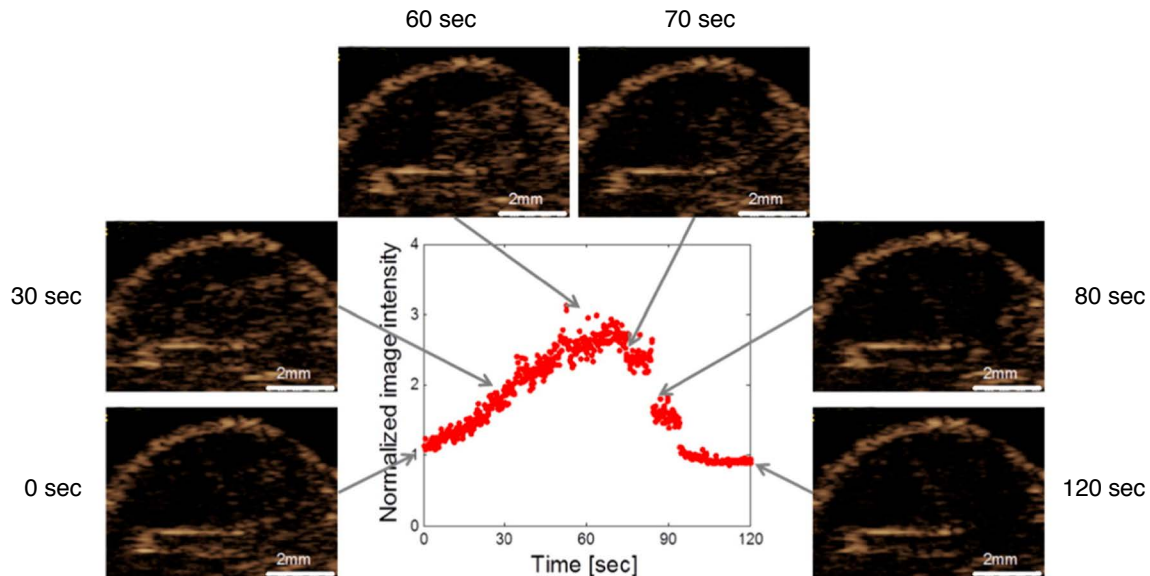 60 sec
70 sec
2mm
2mm
30 sec
2mm
80 sec
2mm
0 sec
2mm
120 sec
2mm
Normalized image intensity
4
3
2
1
0
0
30
60
90
120
Time [sec]